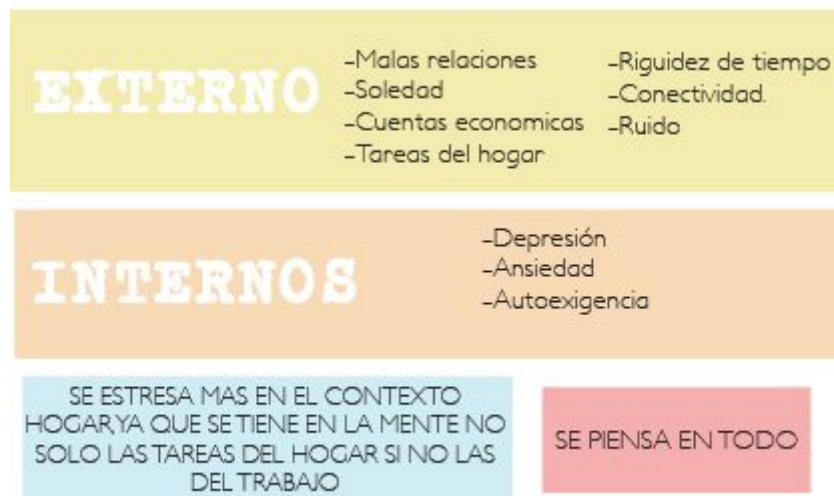 EXTERNO
-Malas relaciones
-Soledad
-Cuentas economicas
-Tareas del hogar
-Riguidez de tiempo
-Conectividad.
-Ruido
INTERNOS
-Depresión
-Ansiedad
-Autoexigencia
SE ESTRESA MAS EN EL CONTEXTO
HOGAR,YA QUE SE TIENE EN LA MENTE NO
SOLO LAS TAREAS DEL HOGAR SI NO LAS
DEL TRABAJO
SE PIENSA EN TODO